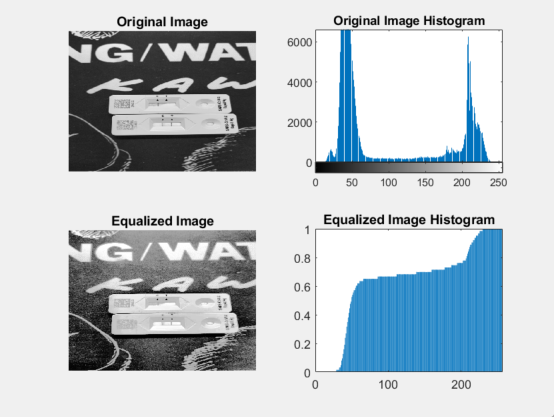 Original Image
NG/WAT
KAW
Original Image Histogram
6000
4000
2000
0
0 50 100 150 200 250
Equalized Image
NG/WAT
KAW
Equalized Image Histogram
1
0.8
0.6
0.4
0.2
0
0 100 200